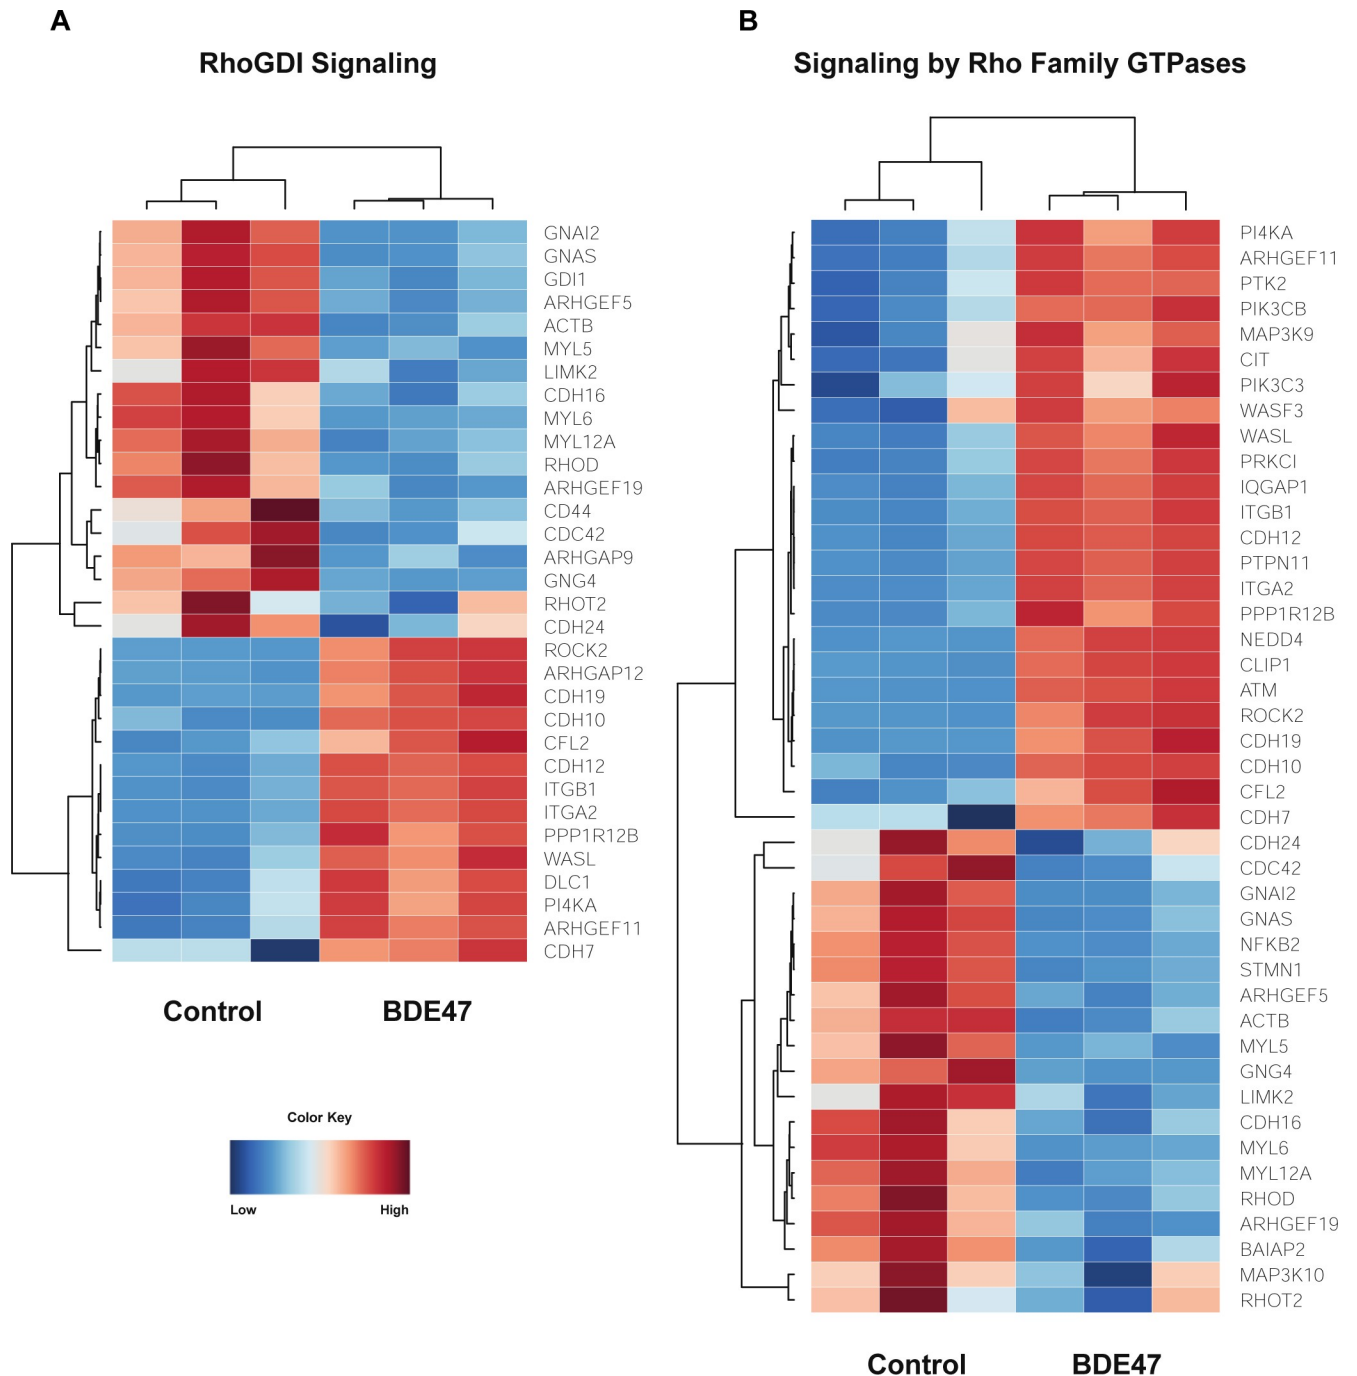 A
RhoGDI Signaling
GNAI2
GNAS
GDI1
ARHGEF5
ACTB
MYL5
LIMK2
CDH16
MYL6
MYL12A
RHOD
ARHGEF19
CD44
CDC42
ARHGAP9
GNG4
RHOT2
CDH24
ROCK2
ARHGAP12
CDH19
CDH10
CFL2
CDH12
ITGB1
ITGA2
PPP1R12B
WASL
DLC1
PI4KA
ARHGEF11
CDH7
Control
BDE47
Color Key
Low
High
B
Signaling by Rho Family GTPases
PI4KA
ARHGEF11
PTK2
PIK3CB
MAP3K9
CIT
PIK3C3
WASF3
WASL
PRKCI
IQGAP1
ITGB1
CDH12
PTPN11
ITGA2
PPP1R12B
NEDD4
CLIP1
ATM
ROCK2
CDH19
CDH10
CFL2
CDH7
CDH24
CDC42
GNAI2
GNAS
NFKB2
STMN1
ARHGEF5
ACTB
MYL5
GNG4
LIMK2
CDH16
MYL6
MYL12A
RHOD
ARHGEF19
BAIAP2
MAP3K10
RHOT2
Control
BDE47